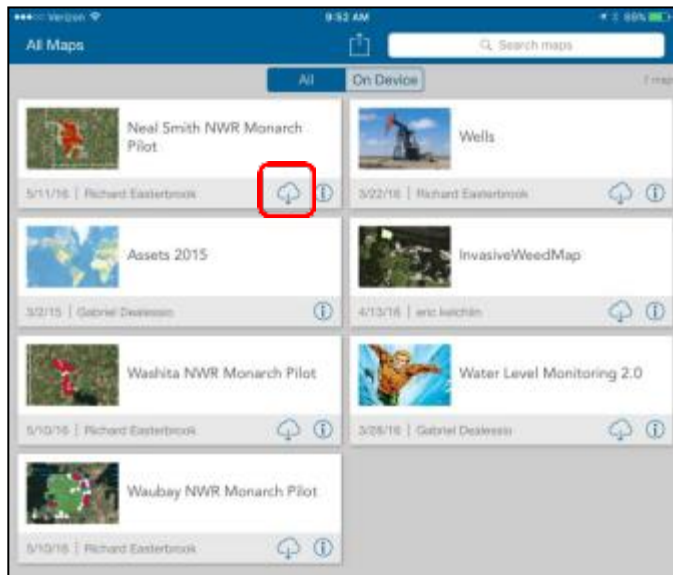 Verizon 9:52 AM 69%
All Maps
Search maps
All On Device
Neal Smith NWR Monarch
Pilot
5/11/16 | Richard Easterbrook
Wells
3/22/16 | Richard Easterbrook
Assets 2015
3/2/15 | Gabriel Dealessio
InvasiveWeedMap
4/13/16 | eric kelchlin
Washita NWR Monarch Pilot
5/10/16 | Richard Easterbrook
Water Level Monitoring 2.0
3/28/16 | Gabriel Dealessio
Waubay NWR Monarch Pilot
5/10/16 | Richard Easterbrook